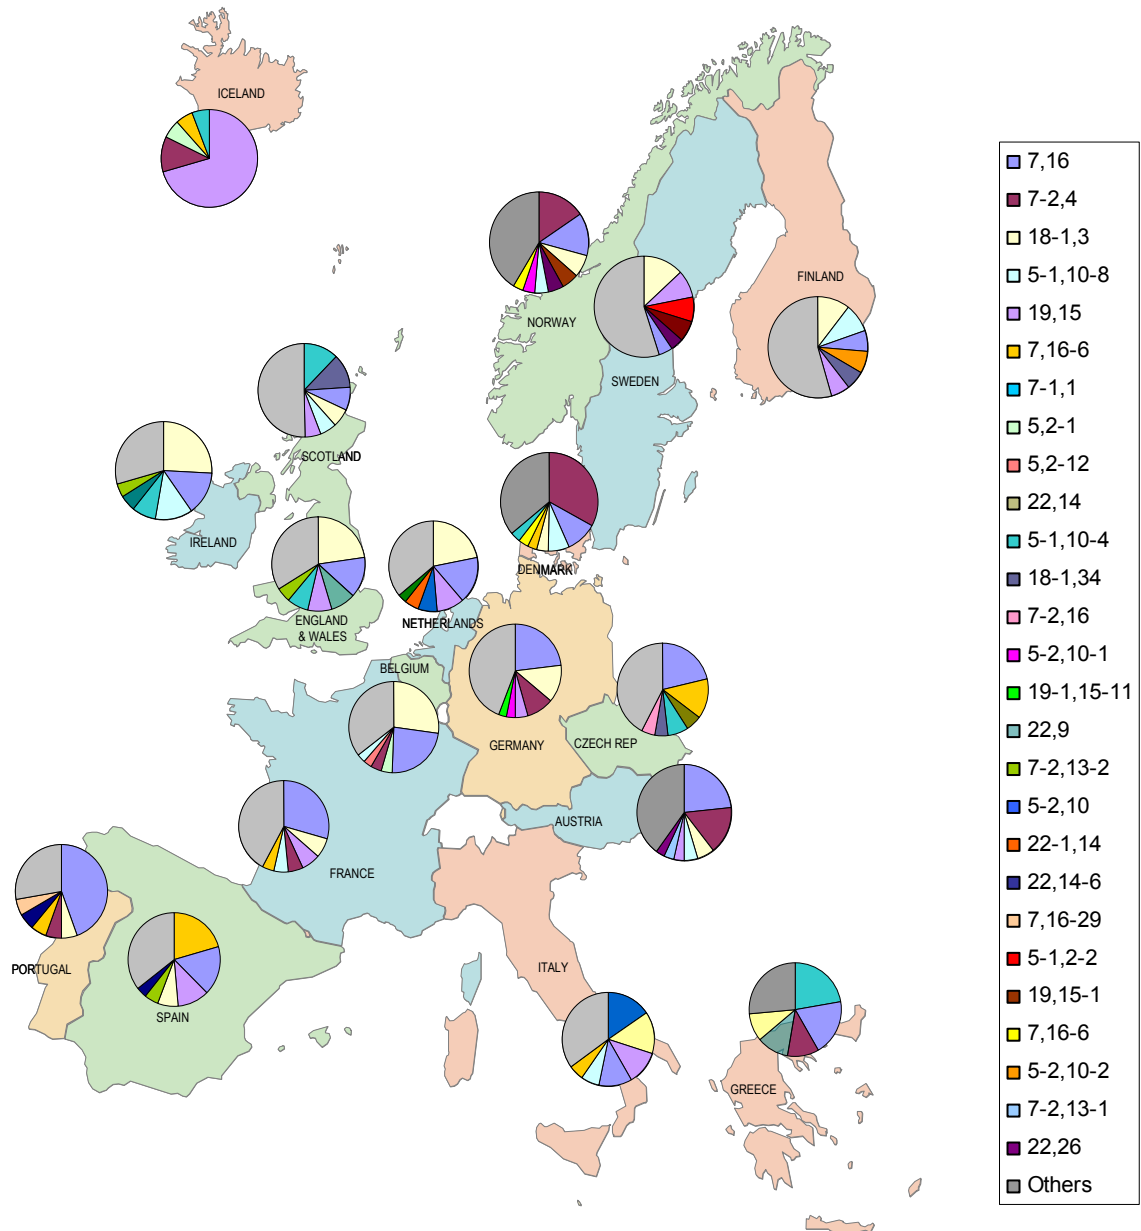 ICELAND
FINLAND
NORWAY
SWEDEN
SCOTLAND
IRELAND
DENMARK
ENGLAND
& WALES
NETHERLANDS
BELGIUM
GERMANY
CZECH REP
AUSTRIA
FRANCE
PORTUGAL
SPAIN
ITALY
GREECE
7,16
7-2,4
18-1,3
5-1,10-8
19,15
7,16-6
7-1,1
5,2-1
5,2-12
22,14
5-1,10-4
18-1,34
7-2,16
5-2,10-1
19-1,15-11
22,9
7-2,13-2
5-2,10
22-1,14
22,14-6
7,16-29
5-1,2-2
19,15-1
7,16-6
5-2,10-2
7-2,13-1
22,26
Others